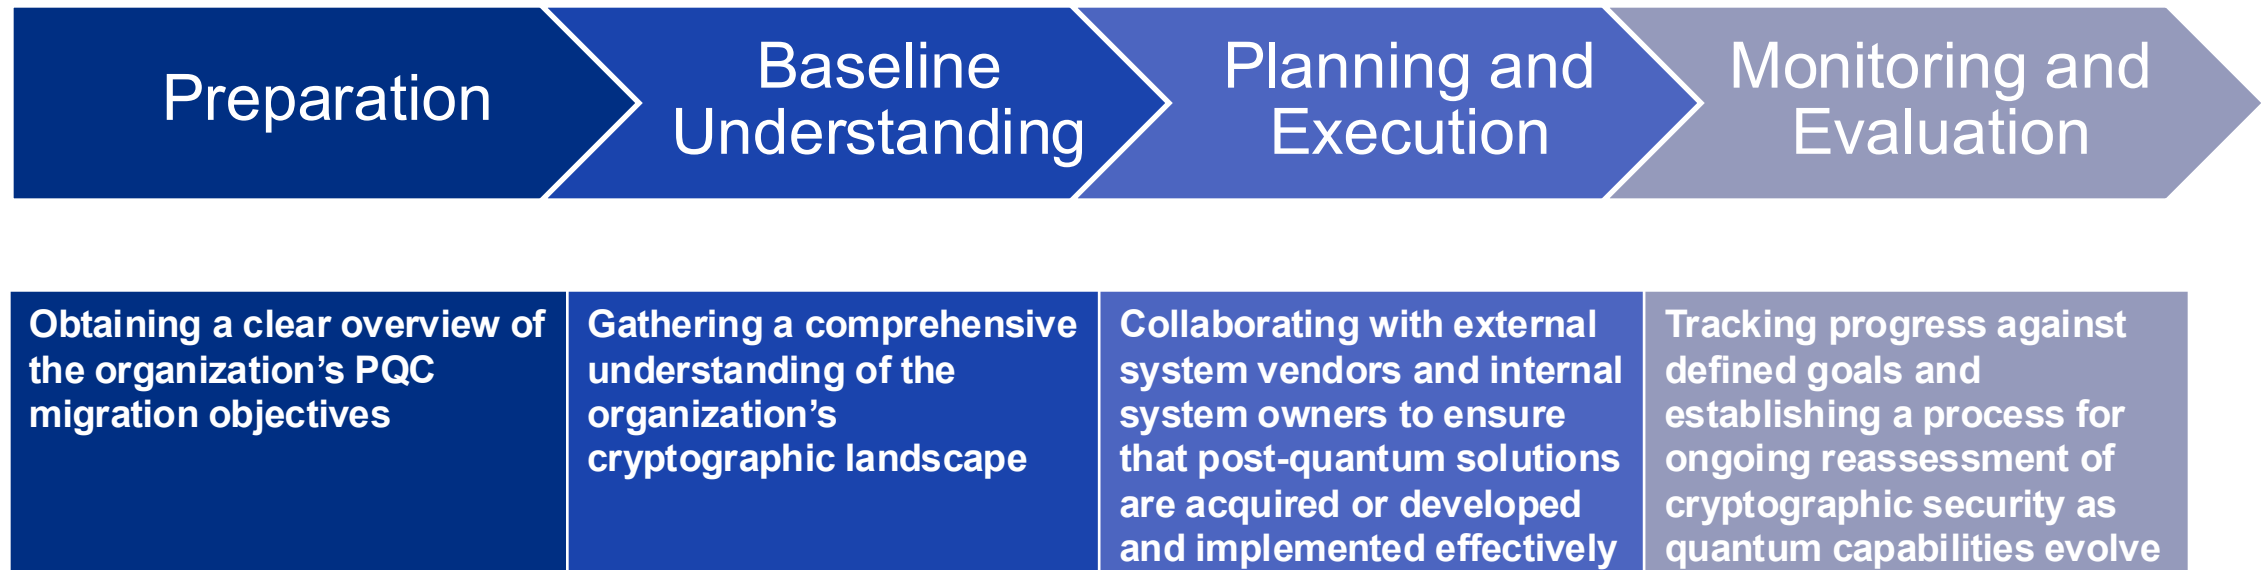 Preparation
Baseline
Understanding
Planning and
Execution
Monitoring and
Evaluation
Obtaining a clear overview of
the organization’s PQC
migration objectives
Gathering a comprehensive
understanding of the
organization’s
cryptographic landscape
Collaborating with external
system vendors and internal
system owners to ensure
that post-quantum solutions
are acquired or developed
and implemented effectively
Tracking progress against
defined goals and
establishing a process for
ongoing reassessment of
cryptographic security as
quantum capabilities evolve